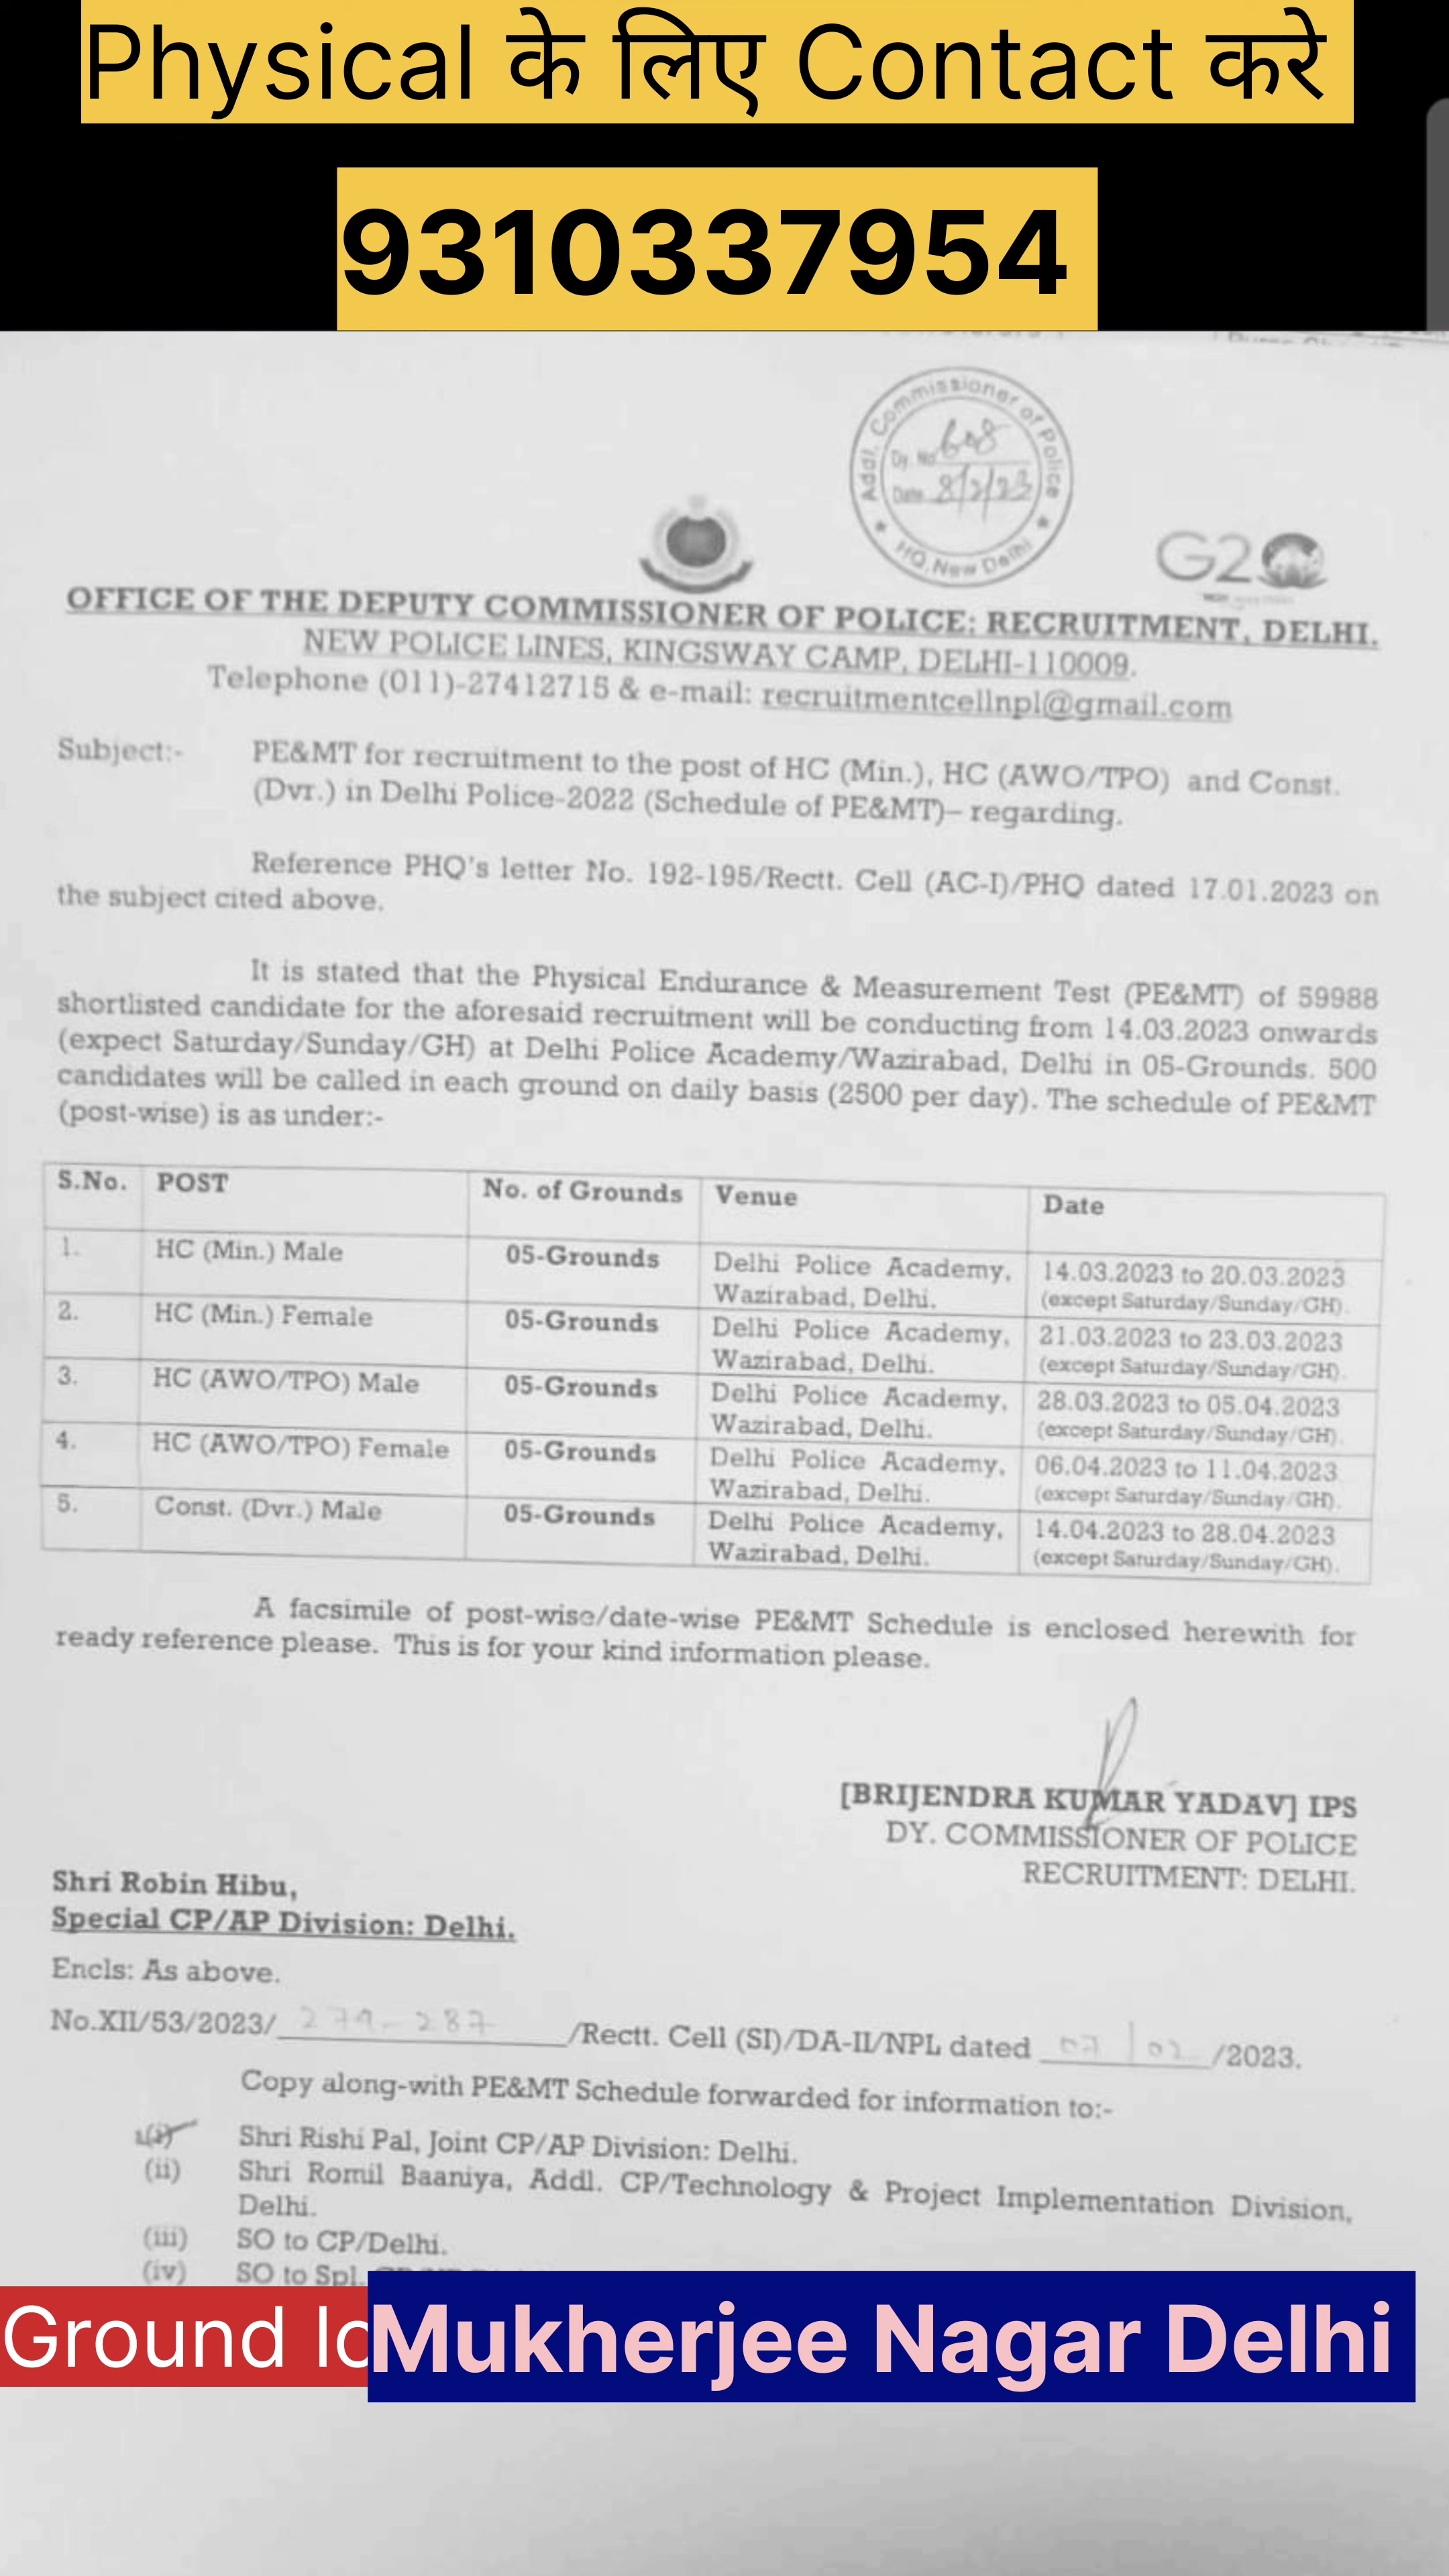 Physical के लिए Contact करे
9310337954
Addl. Commissioner of Police
Dy. No 608
Date 8/2/23
HQ, New Delhi
G20
OFFICE OF THE DEPUTY COMMISSIONER OF POLICE: RECRUITMENT, DELHI.
NEW POLICE LINES, KINGSWAY CAMP, DELHI-110009.
Telephone (011)-27412715 & e-mail: recruitmentcellnpl@gmail.com
Subject:- PE&MT for recruitment to the post of HC (Min.), HC (AWO/TPO) and Const.
(Dvr.) in Delhi Police-2022 (Schedule of PE&MT)– regarding.
Reference PHQ's letter No. 192-195/Rectt. Cell (AC-I)/PHQ dated 17.01.2023 on
the subject cited above.
It is stated that the Physical Endurance & Measurement Test (PE&MT) of 59988
shortlisted candidate for the aforesaid recruitment will be conducting from 14.03.2023 onwards
(expect Saturday/Sunday/GH) at Delhi Police Academy/Wazirabad, Delhi in 05-Grounds. 500
candidates will be called in each ground on daily basis (2500 per day). The schedule of PE&MT
(post-wise) is as under:-
S.No. POST No. of Grounds Venue Date
1. HC (Min.) Male 05-Grounds Delhi Police Academy, 14.03.2023 to 20.03.2023
Wazirabad, Delhi. (except Saturday/Sunday/GH).
2. HC (Min.) Female 05-Grounds Delhi Police Academy, 21.03.2023 to 23.03.2023
Wazirabad, Delhi. (except Saturday/Sunday/GH).
3. HC (AWO/TPO) Male 05-Grounds Delhi Police Academy, 28.03.2023 to 05.04.2023
Wazirabad, Delhi. (except Saturday/Sunday/GH).
4. HC (AWO/TPO) Female 05-Grounds Delhi Police Academy, 06.04.2023 to 11.04.2023
Wazirabad, Delhi. (except Saturday/Sunday/GH).
5. Const. (Dvr.) Male 05-Grounds Delhi Police Academy, 14.04.2023 to 28.04.2023
Wazirabad, Delhi. (except Saturday/Sunday/GH).
A facsimile of post-wise/date-wise PE&MT Schedule is enclosed herewith for
ready reference please. This is for your kind information please.
[BRIJENDRA KUMAR YADAV] IPS
DY. COMMISSIONER OF POLICE
RECRUITMENT: DELHI.
Shri Robin Hibu,
Special CP/AP Division: Delhi.
Encls: As above.
No.XII/53/2023/ 279-287 /Rectt. Cell (SI)/DA-II/NPL dated 07/02 /2023.
Copy along-with PE&MT Schedule forwarded for information to:-
(i) Shri Rishi Pal, Joint CP/AP Division: Delhi.
(ii) Shri Romil Baaniya, Addl. CP/Technology & Project Implementation Division,
Delhi.
(iii) SO to CP/Delhi.
(iv) SO to Spl.
Ground lo
Mukherjee Nagar Delhi